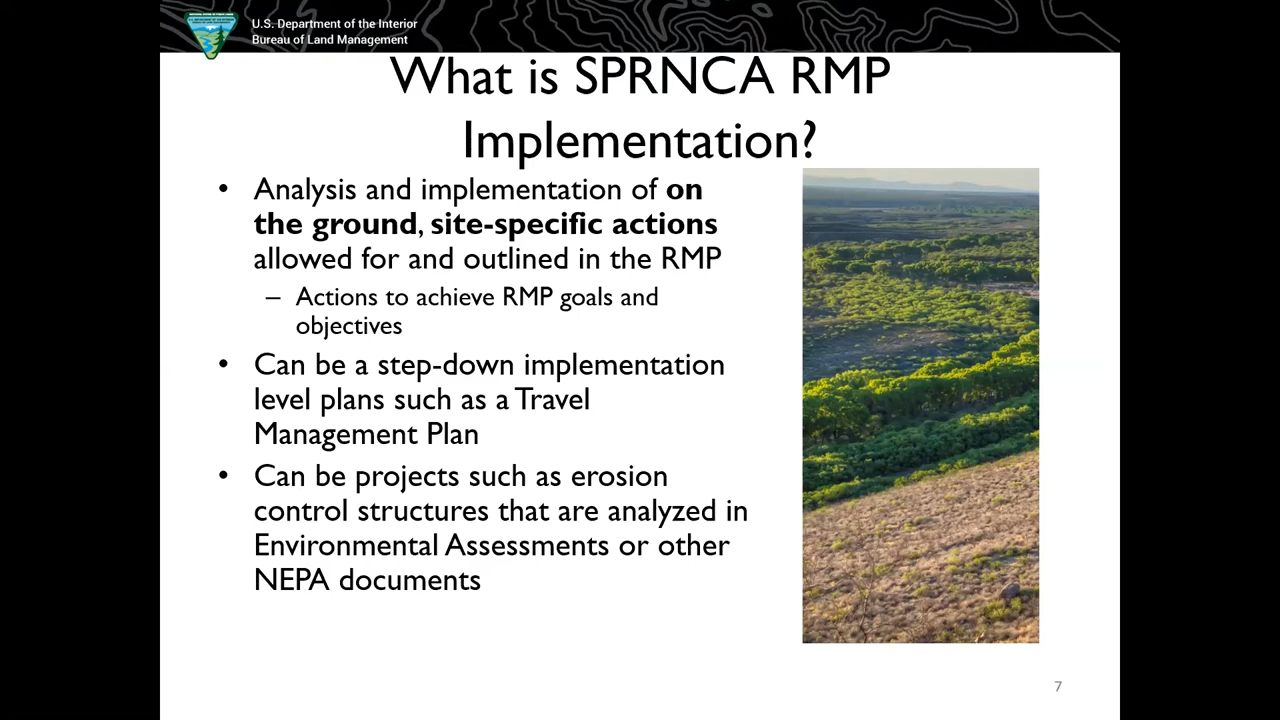 U.S. Department of the Interior
Bureau of Land Management
What is SPRNCA RMP
Implementation?
• Analysis and implementation of on
the ground, site-specific actions
allowed for and outlined in the RMP
– Actions to achieve RMP goals and
objectives
• Can be a step-down implementation
level plans such as a Travel
Management Plan
• Can be projects such as erosion
control structures that are analyzed in
Environmental Assessments or other
NEPA documents
7